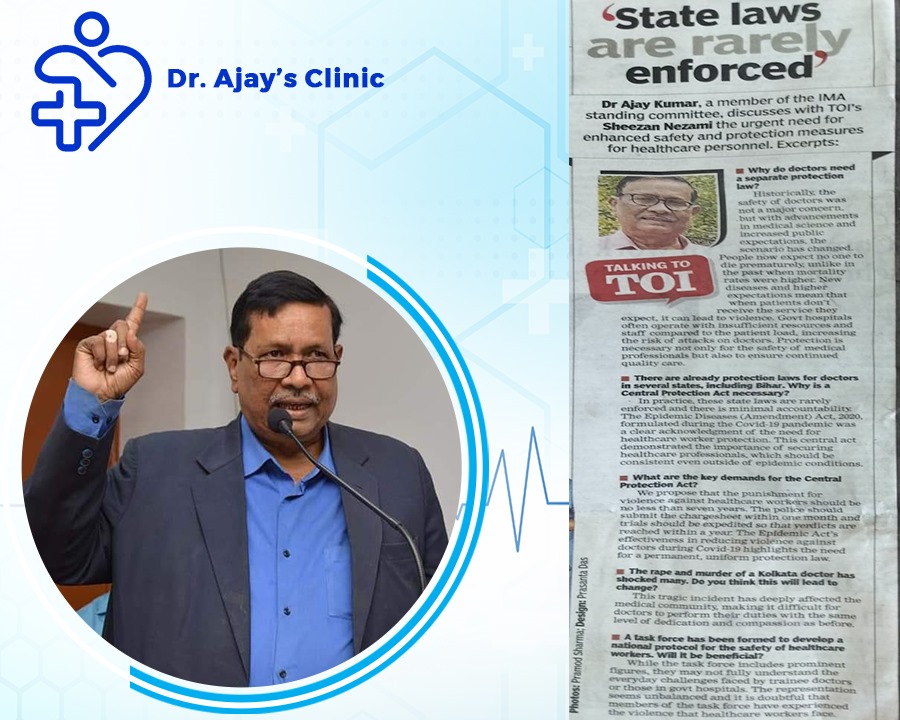 Dr. Ajay's Clinic
‘State laws
are rarely
enforced’
Dr Ajay Kumar, a member of the IMA
standing committee, discusses with TOI's
Sheezan Nezami the urgent need for
enhanced safety and protection measures
for healthcare personnel. Excerpts:
■ Why do doctors need
a separate protection
law?
Historically, the
safety of doctors was
not a major concern,
but with advancements
in medical science and
increased public
expectations, the
scenario has changed.
People now expect no one to
die prematurely, unlike in
the past when mortality
rates were higher. New
diseases and higher
expectations mean that
when patients don't
receive the service they
expect, it can lead to violence. Govt hospitals
often operate with insufficient resources and
staff compared to the patient load, increasing
the risk of attacks on doctors. Protection is
necessary not only for the safety of medical
professionals but also to ensure continued
quality care.
TALKING TO
TOI
■ There are already protection laws for doctors
in several states, including Bihar. Why is a
Central Protection Act necessary?
In practice, these state laws are rarely
enforced and there is minimal accountability.
The Epidemic Diseases (Amendment) Act, 2020,
formulated during the Covid-19 pandemic was
a clear acknowledgment of the need for
healthcare worker protection. This central act
demonstrated the importance of securing
healthcare professionals, which should be
consistent even outside of epidemic conditions.
■ What are the key demands for the Central
Protection Act?
We propose that the punishment for
violence against healthcare workers should be
no less than seven years. The police should
submit the chargesheet within one month and
trials should be expedited so that verdicts are
reached within a year. The Epidemic Act's
effectiveness in reducing violence against
doctors during Covid-19 highlights the need
for a permanent, uniform protection law.
■ The rape and murder of a Kolkata doctor has
shocked many. Do you think this will lead to
change?
This tragic incident has deeply affected the
medical community, making it difficult for
doctors to perform their duties with the same
level of dedication and compassion as before.
■ A task force has been formed to develop a
national protocol for the safety of healthcare
workers. Will it be beneficial?
While the task force includes prominent
figures, they may not fully understand the
everyday challenges faced by trainee doctors
or those in govt hospitals. The representation
seems unbalanced and it is doubtful that
members of the task force have experienced
the violence that healthcare workers face.
Photos: Pramod Sharma; Design: Prasanta Das